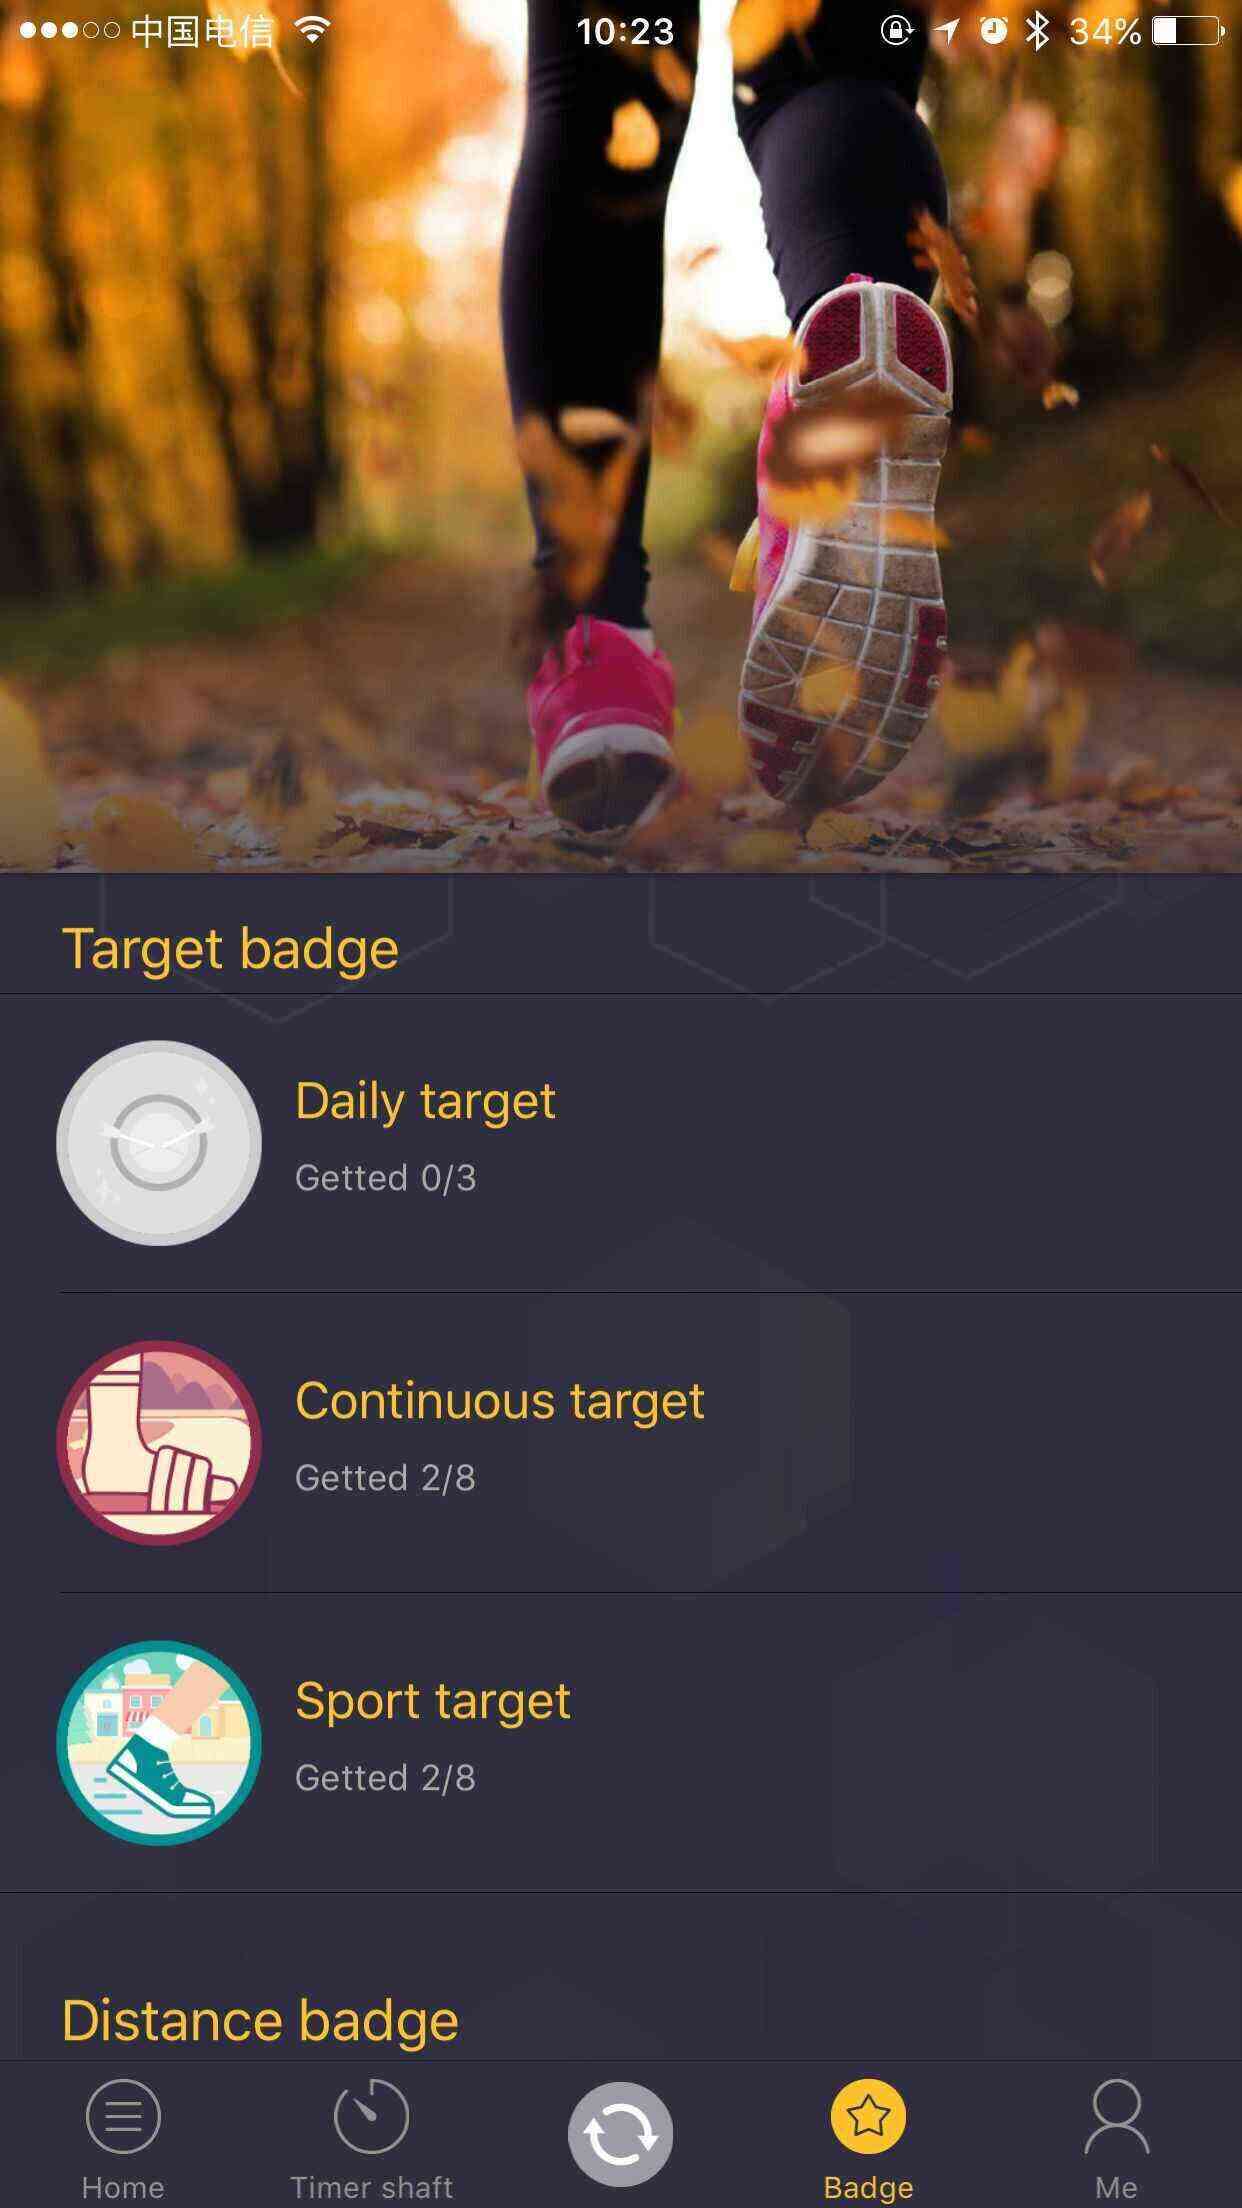 中国电信 10:23 34%
Target badge
Daily target
Getted 0/3
Continuous target
Getted 2/8
Sport target
Getted 2/8
Distance badge
Home Timer shaft Badge Me